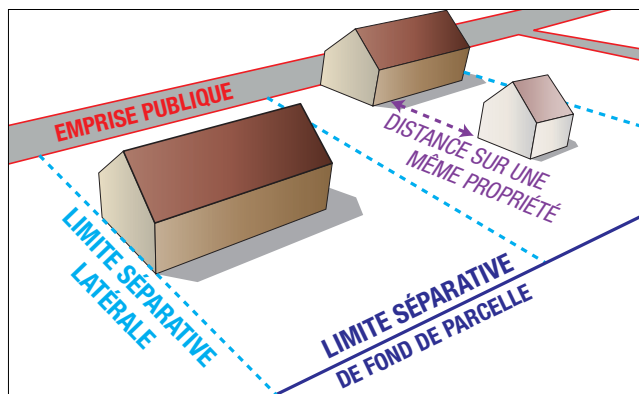 EMPRISE PUBLIQUE
DISTANCE SUR UNE
MÊME PROPRIÉTÉ
LIMITE SÉPARATIVE
LATÉRALE
LIMITE SÉPARATIVE
DE FOND DE PARCELLE